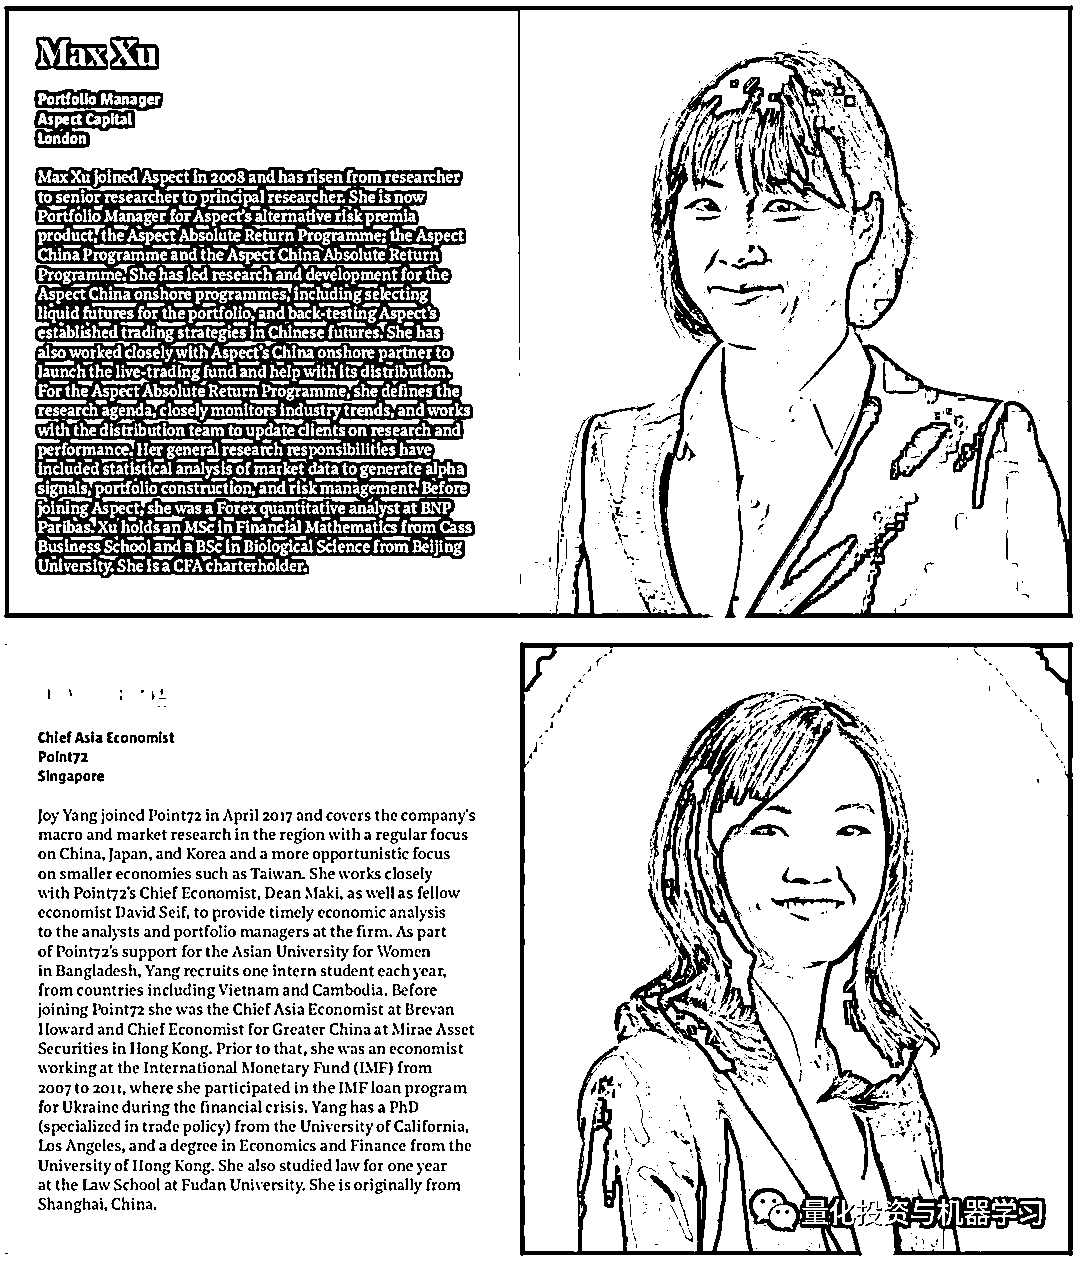 Max Xu
Portfolio Manager
Aspect Capital
London
Max Xu joined Aspect in 2008 and has risen from researcher
to senior researcher to principal researcher. She is now
Portfolio Manager for Aspect's alternative risk premia
product, the Aspect Absolute Return Programme; the Aspect
China Programme and the Aspect China Absolute Return
Programme. She has led research and development for the
Aspect China onshore programmes, including selecting
liquid futures for the portfolio, and back-testing Aspect's
established trading strategies in Chinese futures. She has
also worked closely with Aspect's China onshore partner to
launch the live-trading fund and help with its distribution.
For the Aspect Absolute Return Programme, she defines the
research agenda, closely monitors industry trends, and works
with the distribution team to update clients on research and
performance. Her general research responsibilities have
included statistical analysis of market data to generate alpha
signals, portfolio construction, and risk management. Before
joining Aspect, she was a Forex quantitative analyst at BNP
Paribas. Xu holds an MSc in Financial Mathematics from Cass
Business School and a BSc in Biological Science from Beijing
University. She is a CFA charterholder.
Chief Asia Economist
Point72
Singapore
Joy Yang joined Point72 in April 2017 and covers the company's
macro and market research in the region with a regular focus
on China, Japan, and Korea and a more opportunistic focus
on smaller economies such as Taiwan. She works closely
with Point72's Chief Economist, Dean Maki, as well as fellow
economist David Seif, to provide timely economic analysis
to the analysts and portfolio managers at the firm. As part
of Point72's support for the Asian University for Women
in Bangladesh, Yang recruits one intern student each year,
from countries including Vietnam and Cambodia. Before
joining Point72 she was the Chief Asia Economist at Brevan
Howard and Chief Economist for Greater China at Mirae Asset
Securities in Hong Kong. Prior to that, she was an economist
working at the International Monetary Fund (IMF) from
2007 to 2011, where she participated in the IMF loan program
for Ukraine during the financial crisis. Yang has a PhD
(specialized in trade policy) from the University of California,
Los Angeles, and a degree in Economics and Finance from the
University of Hong Kong. She also studied law for one year
at the Law School at Fudan University. She is originally from
Shanghai, China.
量化投资与机器学习